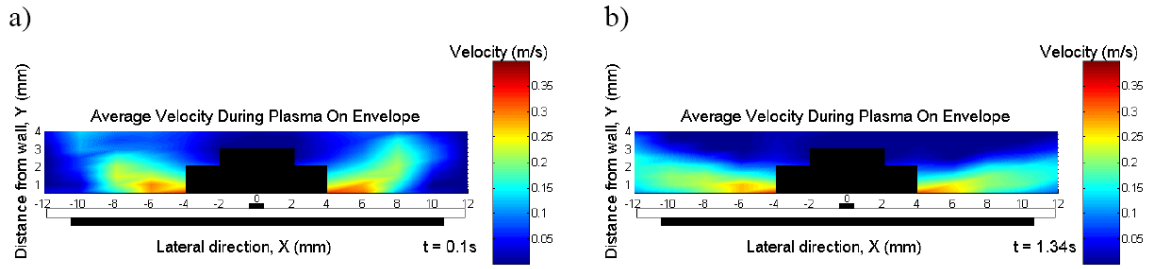 a)
Velocity (m/s)
Average Velocity During Plasma On Envelope
Distance from wall, Y (mm)
4
3
2
1
0
-12 -10 -8 -6 -4 -2 0 2 4 6 8 10 12
Lateral direction, X (mm)
t = 0.1s
0.35
0.3
0.25
0.2
0.15
0.1
0.05
b)
Velocity (m/s)
Average Velocity During Plasma On Envelope
Distance from wall, Y (mm)
4
3
2
1
0
-12 -10 -8 -6 -4 -2 0 2 4 6 8 10 12
Lateral direction, X (mm)
t = 1.34s
0.35
0.3
0.25
0.2
0.15
0.1
0.05